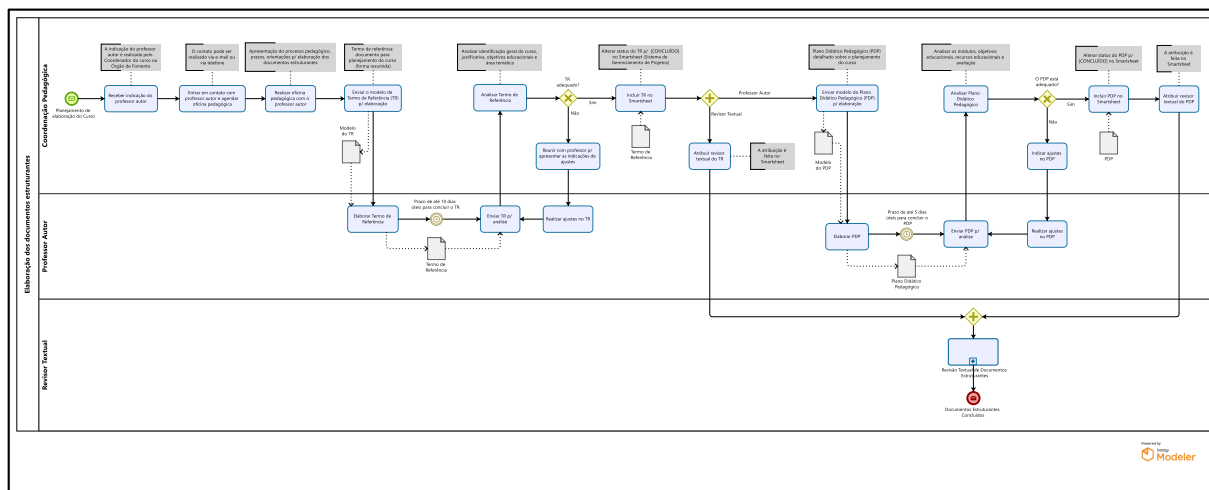 Elaboração dos documentos estruturantes
Coordenação Pedagógica
Professor Autor
Revisor Textual
A indicação do professor
autor é realizada pelo
Coordenador do curso ou
Órgão de Fomento
O contato pode ser
realizado via e-mail ou
via telefone
Apresentação do processo pedagógico,
prazos, orientações p/ elaboração dos
documentos estruturantes
Termo de referência:
documento para
planejamento do curso
(forma resumida)
Analisar identificação geral do curso,
justificativa, objetivos educacionais e
área temática
Alterar status do TR p/ (CONCLUÍDO)
no Smartsheet (Sistema de
Gerenciamento de Projetos)
Plano Didático Pedagógico (PDP)
detalhado sobre o planejamento
do curso
Analisar os módulos, objetivos
educacionais, recursos educacionais e
avaliação
Alterar status do PDP p/
(CONCLUÍDO) no Smartsheet
A atribuição é
feita no
Smartsheet
Planejamento de
elaboração do Curso
Receber indicação do
professor autor
Entrar em contato com
professor autor e agendar
oficina pedagógica
Realizar oficina
pedagógica com o
professor autor
Enviar o modelo de
Termo de Referência (TR)
p/ elaboração
Modelo
do TR
Analisar Termo de
Referência
TR
adequado?
Sim
Não
Incluir TR no
Smartsheet
Termo de
Referência
Reunir com professor p/
apresentar as indicações de
ajustes
Professor Autor
Revisor Textual
Atribuir revisor
textual do TR
A atribuição é
feita no
Smartsheet
Enviar modelo do Plano
Didático Pedagógico (PDP)
p/ elaboração
Modelo
do PDP
Analisar Plano
Didático
Pedagógico
O PDP está
adequado?
Sim
Não
Incluir PDP no
Smartsheet
PDP
Atribuir revisor
textual do PDP
Indicar ajustes
no PDP
Elaborar Termo de
Referência
Prazo de até 10 dias
úteis para concluir o TR
Enviar TR p/
análise
Realizar ajustes no TR
Termo de
Referência
Elaborar PDP
Prazo de até 5 dias
úteis para concluir o
PDP
Enviar PDP p/
análise
Realizar ajustes
no PDP
Plano Didático
Pedagógico
Revisão Textual de Documentos
Estruturantes
Documentos Estruturantes
Concluídos
Powered by
bizagi
Modeler